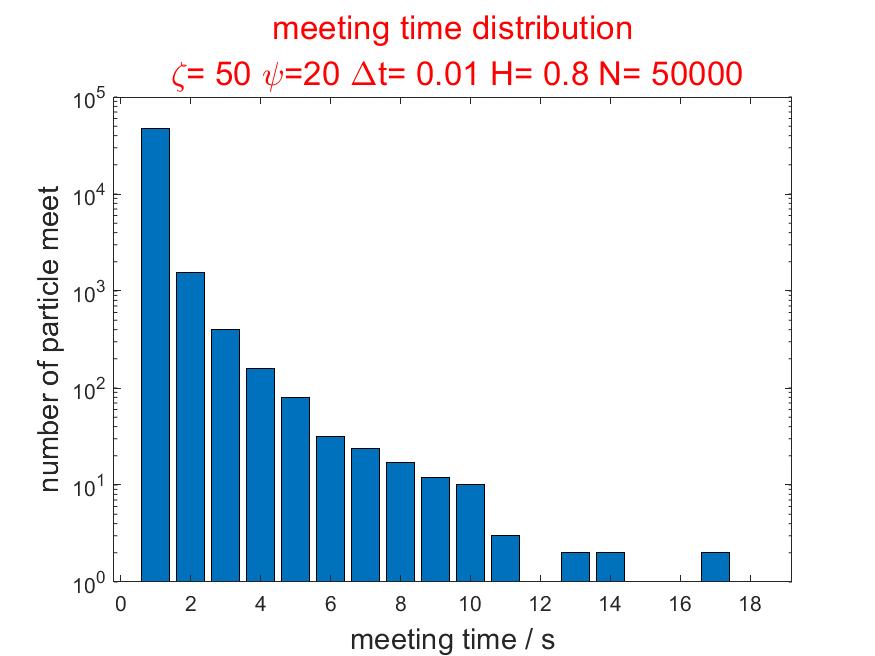 meeting time distribution
ζ= 50 ψ=20 Δt= 0.01 H= 0.8 N= 50000
number of particle meet
10^5
10^4
10^3
10^2
10^1
10^0
0 2 4 6 8 10 12 14 16 18
meeting time / s